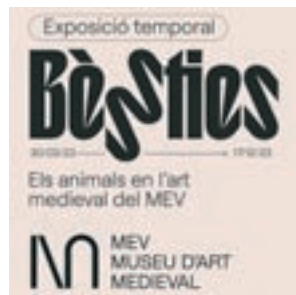 Exposició temporal
Bèsties
Els animals en l'art
medieval del MEV
MEV
MUSEU D'ART
MEDIEVAL